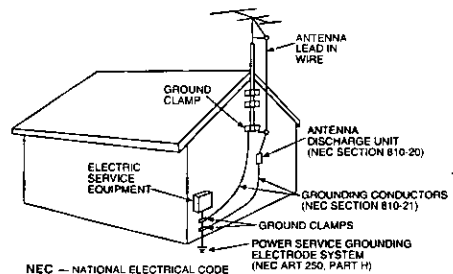 ANTENNA
LEAD IN
WIRE
GROUND
CLAMP
ANTENNA
DISCHARGE UNIT
(NEC SECTION 810-20)
ELECTRIC
SERVICE
EQUIPMENT
GROUNDING CONDUCTORS
(NEC SECTION 810-21)
GROUND CLAMPS
POWER SERVICE GROUNDING
ELECTRODE SYSTEM
(NEC ART 250, PART H)
NEC — NATIONAL ELECTRICAL CODE